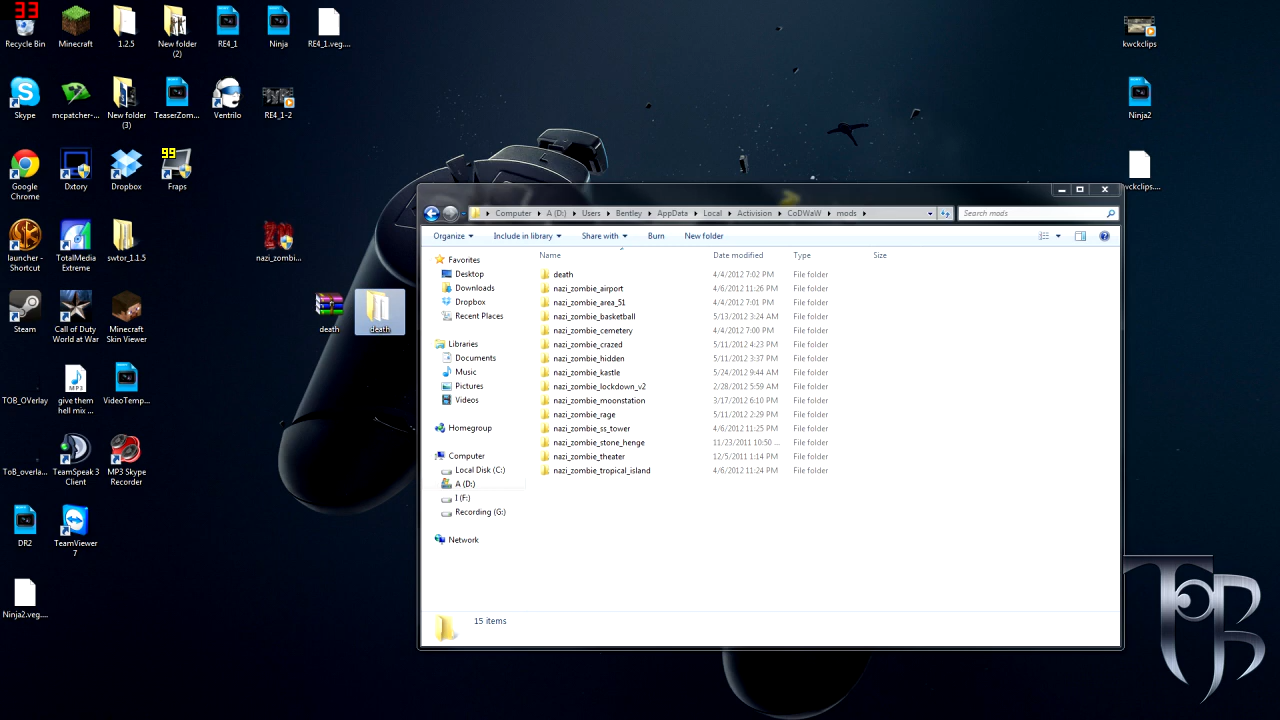 33
Recycle Bin
Minecraft
1.2.5
New folder (2)
RE4_1
Ninja
RE4_1.veg....
kwckclips
Skype
mcpatcher-...
New folder (3)
TeaserZom...
Ventrilo
RE4_1-2
Ninja2
99
Google Chrome
Dxtory
Dropbox
Fraps
wckclips....
launcher - Shortcut
TotalMedia Extreme
swtor_1.1.5
nazi_zombi...
Steam
Call of Duty World at War
Minecraft Skin Viewer
death
death
TOB_OVerlay
give them hell mix ...
VideoTemp...
ToB_overla...
TeamSpeak 3 Client
MP3 Skype Recorder
DR2
TeamViewer 7
Ninja2.veg....
Computer
A (D:)
Users
Bentley
AppData
Local
Activision
CoDWaW
mods
Search mods
Organize
Include in library
Share with
Burn
New folder
Name
Date modified
Type
Size
Favorites
Desktop
Downloads
Dropbox
Recent Places
Libraries
Documents
Music
Pictures
Videos
Homegroup
Computer
Local Disk (C:)
A (D:)
I (F:)
Recording (G:)
Network
death 4/4/2012 7:02 PM File folder
nazi_zombie_airport 4/6/2012 11:26 PM File folder
nazi_zombie_area_51 4/4/2012 7:01 PM File folder
nazi_zombie_basketball 5/13/2012 3:24 AM File folder
nazi_zombie_cemetery 4/4/2012 7:00 PM File folder
nazi_zombie_crazed 5/11/2012 4:23 PM File folder
nazi_zombie_hidden 5/11/2012 3:37 PM File folder
nazi_zombie_kastle 5/24/2012 9:44 AM File folder
nazi_zombie_lockdown_v2 2/28/2012 5:59 AM File folder
nazi_zombie_moonstation 3/17/2012 6:10 PM File folder
nazi_zombie_rage 5/11/2012 2:29 PM File folder
nazi_zombie_ss_tower 4/6/2012 11:25 PM File folder
nazi_zombie_stone_henge 11/23/2011 10:50 ... File folder
nazi_zombie_theater 12/5/2011 1:14 PM File folder
nazi_zombie_tropical_island 4/6/2012 11:24 PM File folder
15 items
ToB